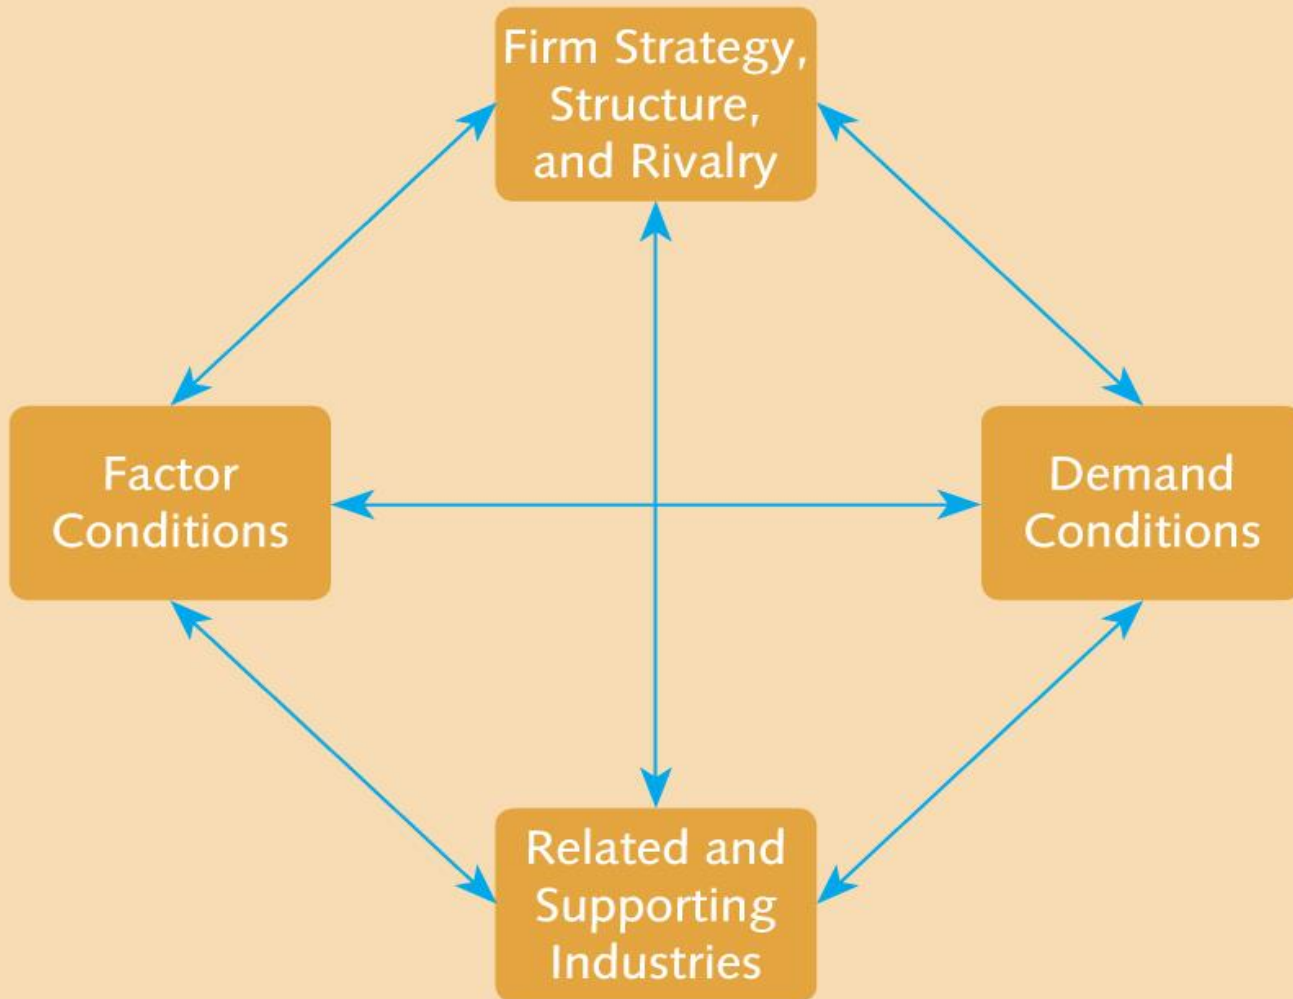 Firm Strategy,
Structure,
and Rivalry
Factor
Conditions
Demand
Conditions
Related and
Supporting
Industries